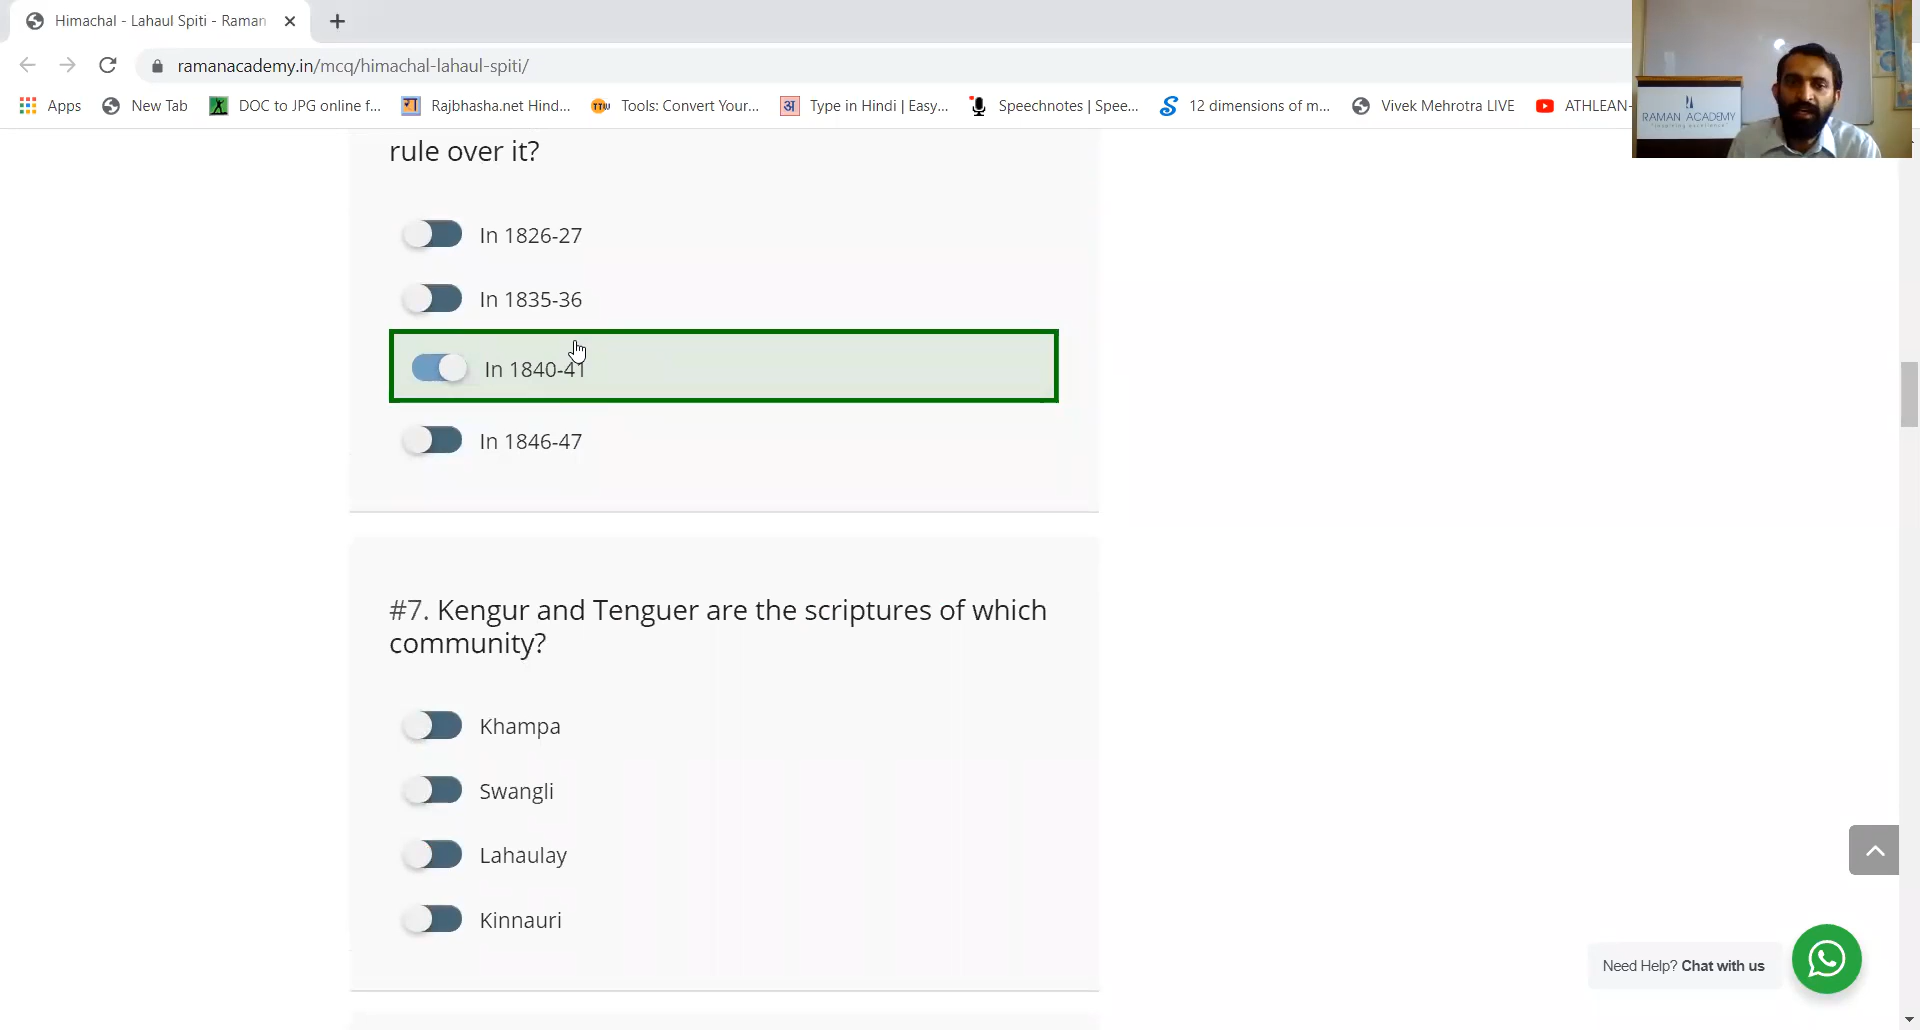 Himachal - Lahaul Spiti - Raman
ramanacademy.in/mcq/himachal-lahaul-spiti/
Apps New Tab DOC to JPG online f... Rajbhasha.net Hind... Tools: Convert Your... Type in Hindi | Easy... Speechnotes | Spee... 12 dimensions of m... Vivek Mehrotra LIVE ATHLEAN-
RAMAN ACADEMY
rule over it?
In 1826-27
In 1835-36
In 1840-41
In 1846-47
#7. Kengur and Tenguer are the scriptures of which
community?
Khampa
Swangli
Lahaulay
Kinnauri
Need Help? Chat with us